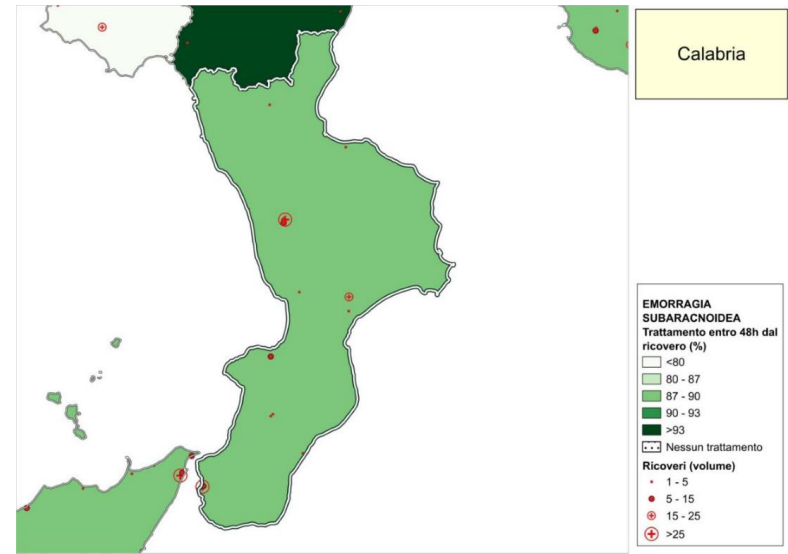 Calabria
EMORRAGIA
SUBARACNOIDEA
Trattamento entro 48h dal
ricovero (%)
<80
80 - 87
87 - 90
90 - 93
>93
Nessun trattamento
Ricoveri (volume)
1 - 5
5 - 15
15 - 25
>25